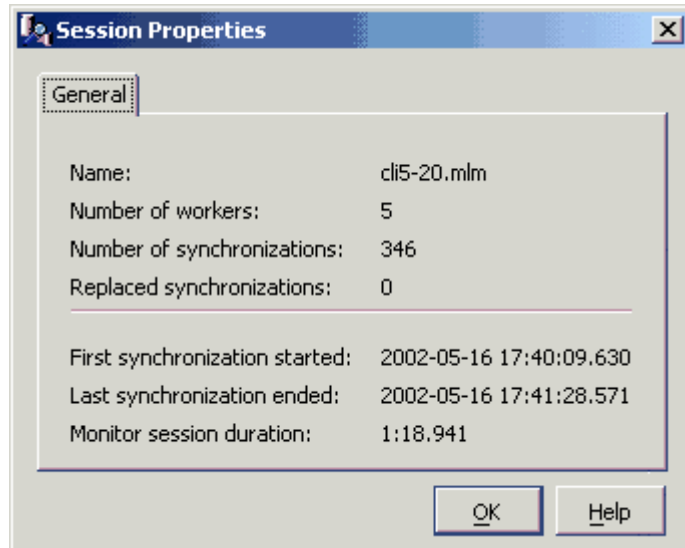 Session Properties
General
Name: cli5-20.mlm
Number of workers: 5
Number of synchronizations: 346
Replaced synchronizations: 0
First synchronization started: 2002-05-16 17:40:09.630
Last synchronization ended: 2002-05-16 17:41:28.571
Monitor session duration: 1:18.941
OK Help